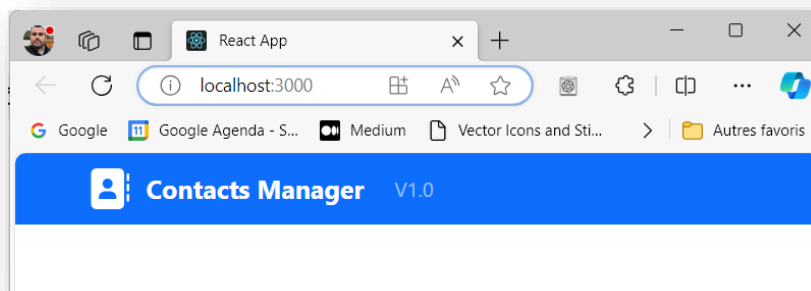 React App
localhost:3000
Google Google Agenda - S... Medium Vector Icons and Sti... Autres favoris
Contacts Manager V1.0